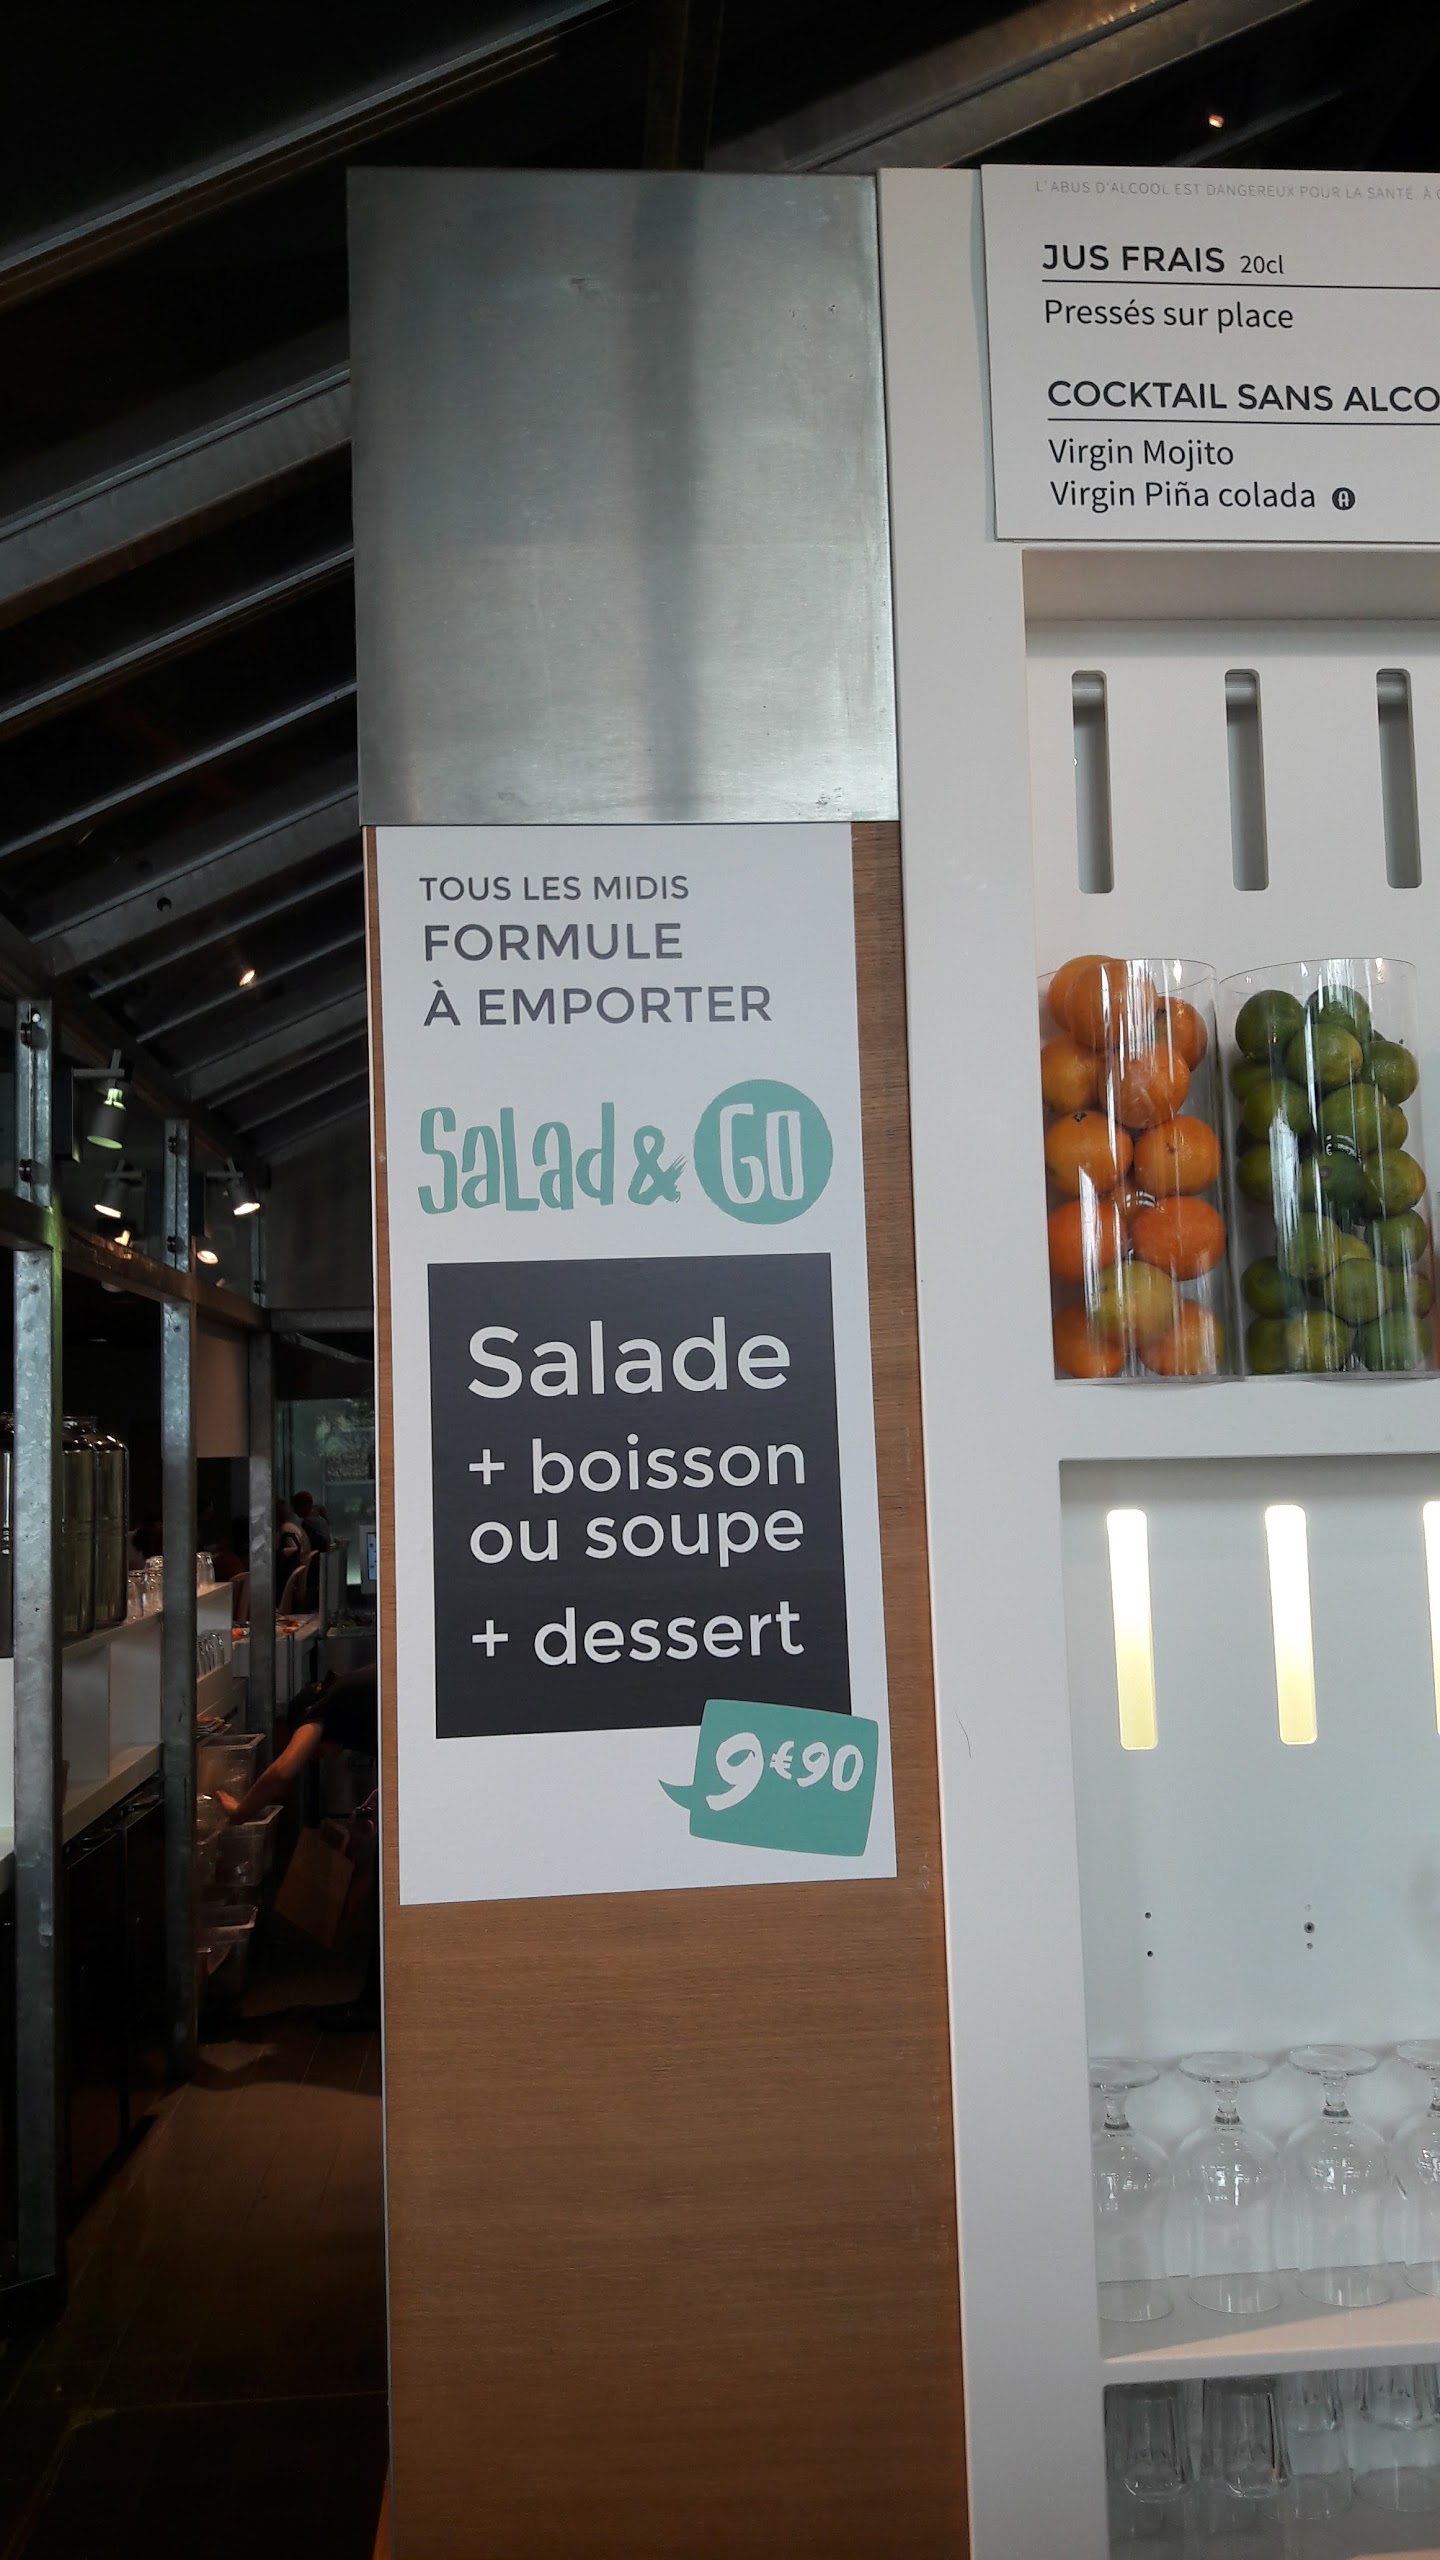 TOUS LES MIDIS
FORMULE
À EMPORTER
Salad & GO
Salade
+ boisson
ou soupe
+ dessert
9€90
L'ABUS D'ALCOOL EST DANGEREUX POUR LA SANTÉ. À
JUS FRAIS 20cl
Pressés sur place
COCKTAIL SANS ALCO
Virgin Mojito
Virgin Piña colada A